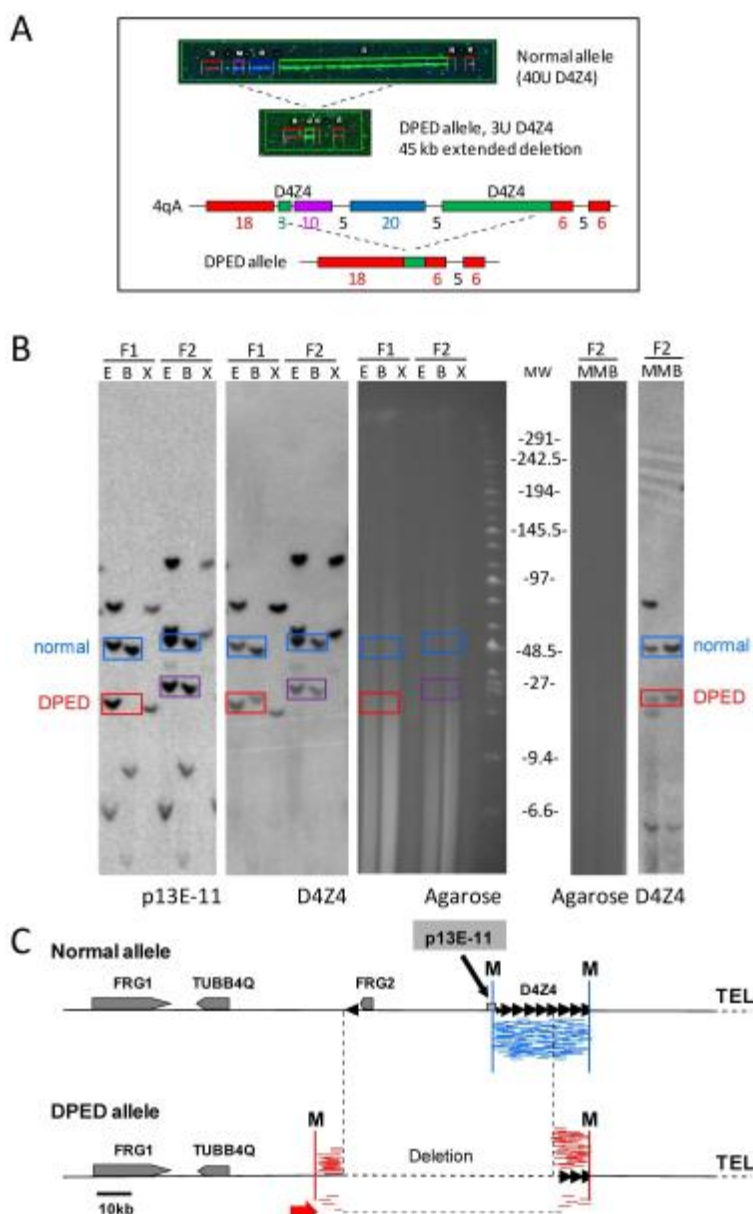 A
Normal allele
(40U D4Z4)
DPED allele, 3U D4Z4
45 kb extended deletion
D4Z4 D4Z4
4qA
18 3 10 5 20 5 6 5 6
DPED allele
18 6 5 6
B
F1 F2 F1 F2 F1 F2 F2 F2
E B X E B X E B X E B X E B X E B X MW MMB MMB
-291-
-242.5-
-194-
-145.5-
-97-
normal -48.5- normal
DPED -27- DPED
-9.4-
-6.6-
p13E-11 D4Z4 Agarose Agarose D4Z4
C
p13E-11
Normal allele
FRG1 TUBB4Q FRG2 M D4Z4 M TEL
DPED allele
FRG1 TUBB4Q M Deletion M TEL
10kb